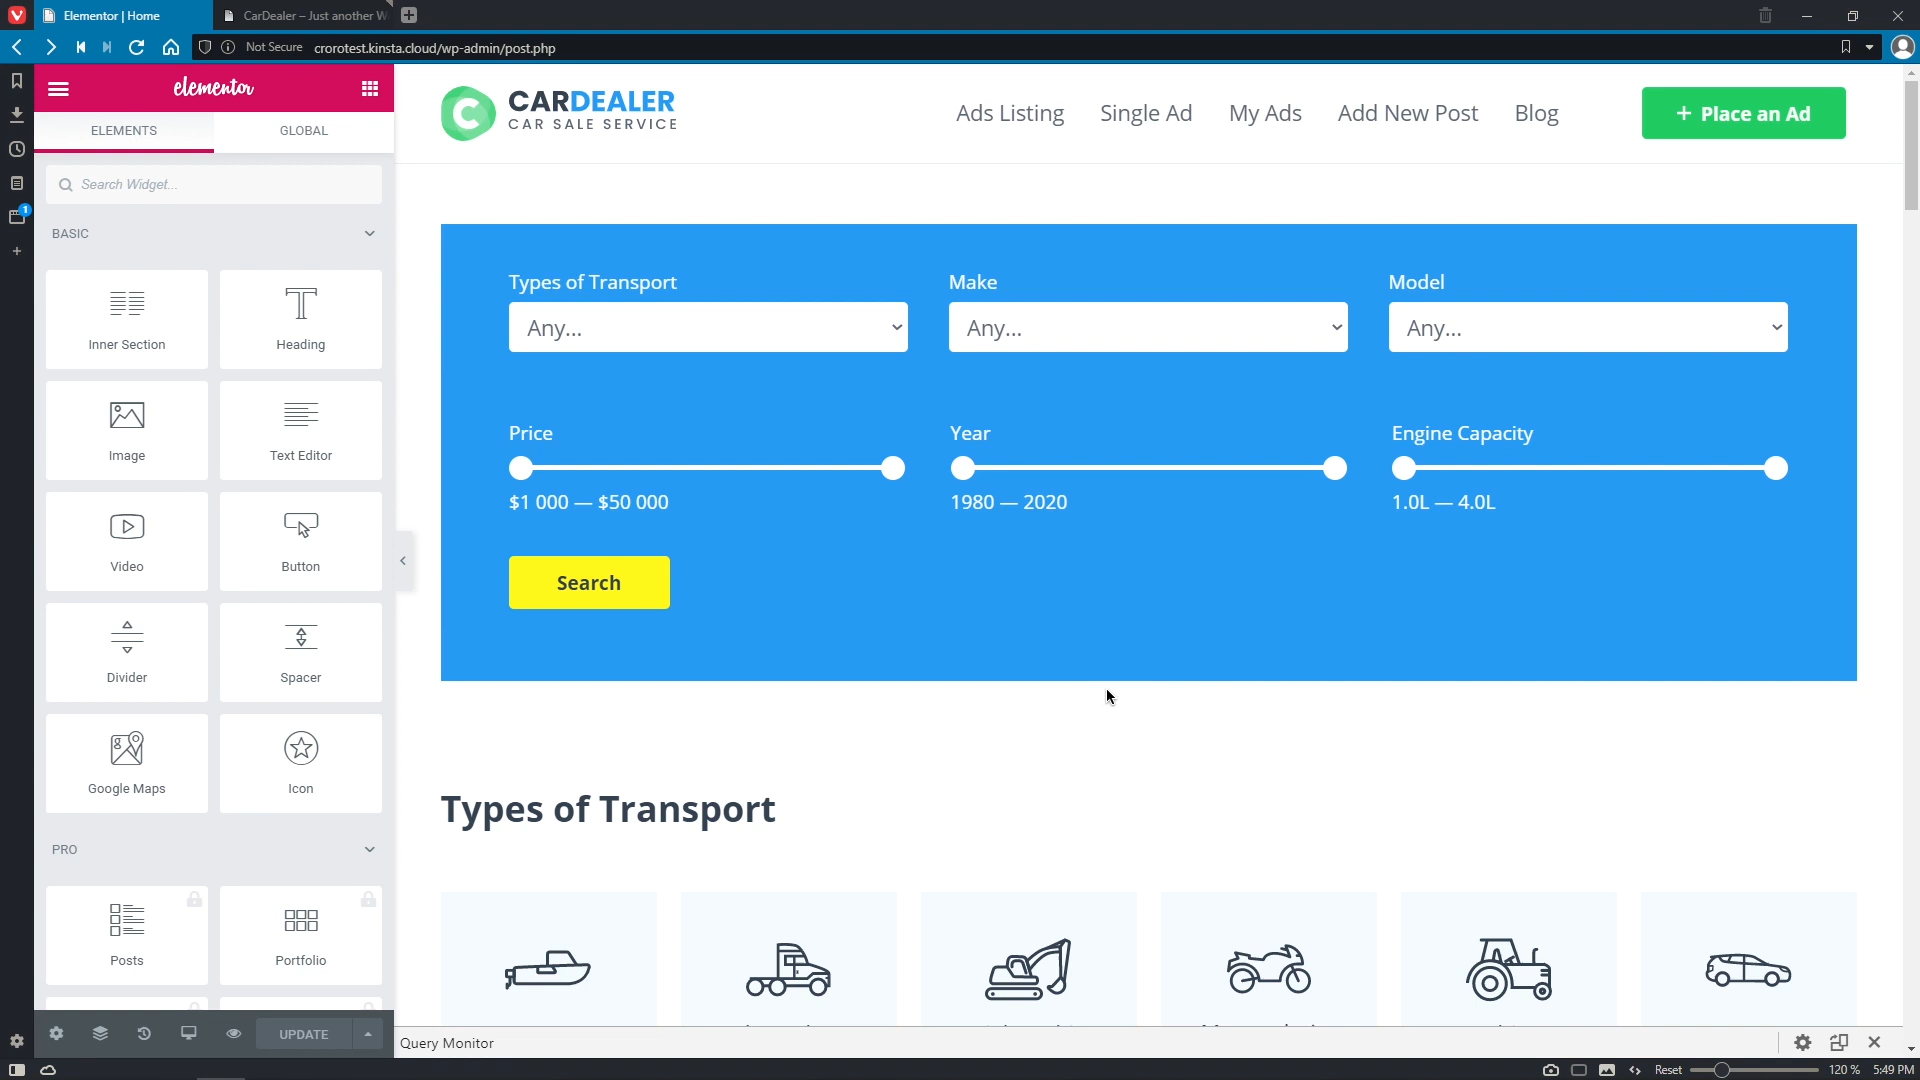 Elementor | Home
CarDealer – Just another W
Not Secure
crorotest.kinsta.cloud/wp-admin/post.php
1
elementor
ELEMENTS
GLOBAL
Search Widget...
BASIC
Inner Section
Heading
Image
Text Editor
Video
Button
Divider
Spacer
Google Maps
Icon
PRO
Posts
Portfolio
UPDATE
CARDEALER
CAR SALE SERVICE
Ads Listing
Single Ad
My Ads
Add New Post
Blog
+ Place an Ad
Types of Transport
Make
Model
Any...
Any...
Any...
Price
Year
Engine Capacity
$1 000 — $50 000
1980 — 2020
1.0L — 4.0L
Search
Types of Transport
Query Monitor
Reset
120 %
5:49 PM